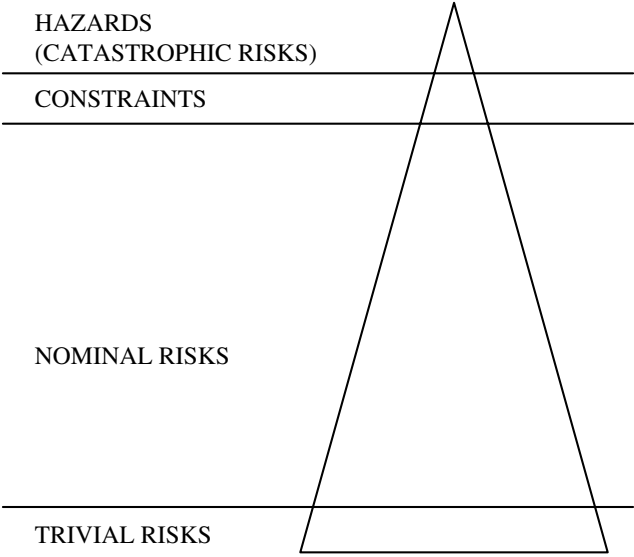 HAZARDS
(CATASTROPHIC RISKS)
CONSTRAINTS
NOMINAL RISKS
TRIVIAL RISKS